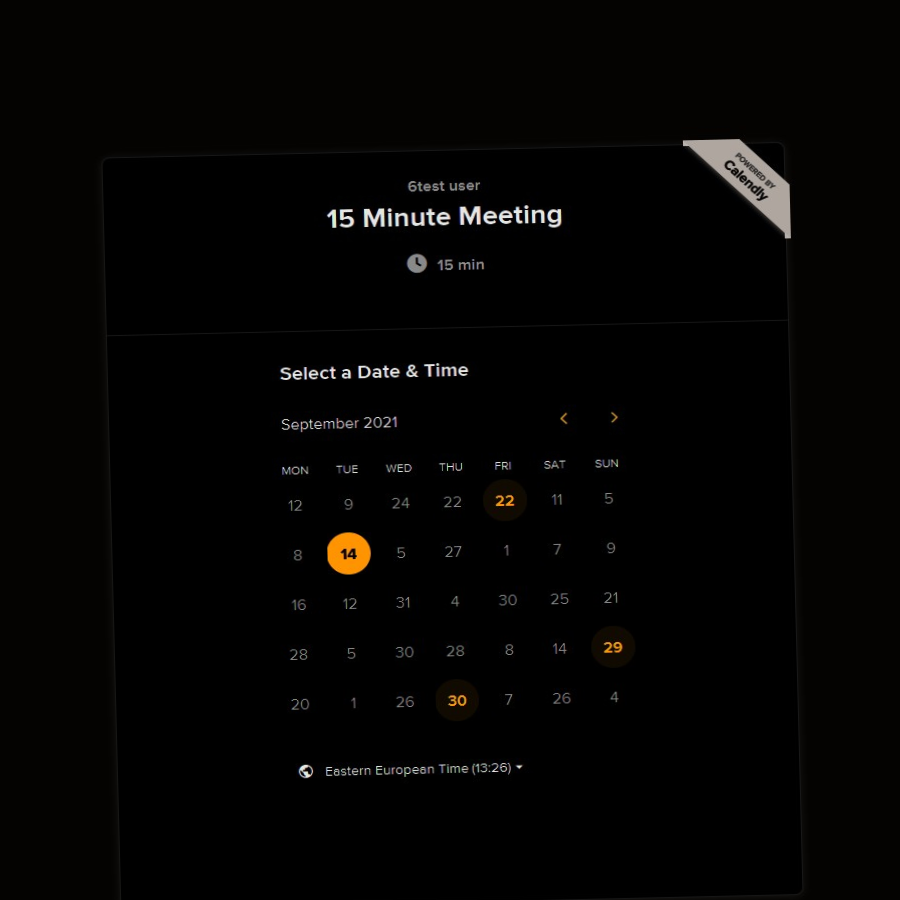 POWERED BY
Calendly
6test user
15 Minute Meeting
15 min
Select a Date & Time
September 2021
MON TUE WED THU FRI SAT SUN
12 9 24 22 22 11 5
8 14 5 27 1 7 9
16 12 31 4 30 25 21
28 5 30 28 8 14 29
20 1 26 30 7 26 4
Eastern European Time (13:26)